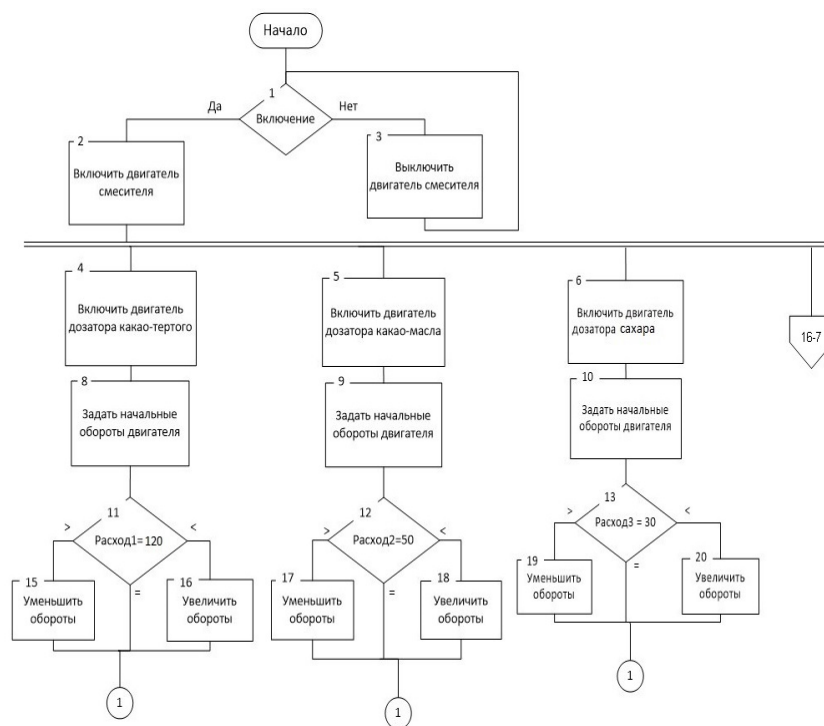 Начало
1
Да
Включение
Нет
2
Включить двигатель
смесителя
3
Выключить
двигатель смесителя
4
Включить двигатель
дозатора какао-тертого
5
Включить двигатель
дозатора какао-масла
6
Включить двигатель
дозатора сахара
16-7
8
Задать начальные
обороты двигателя
9
Задать начальные
обороты двигателя
10
Задать начальные
обороты двигателя
11
>
<
Расход1=120
=
12
>
<
Расход2=50
=
13
>
<
Расход3 = 30
=
15
Уменьшить
обороты
16
Увеличить
обороты
17
Уменьшить
обороты
18
Увеличить
обороты
19
Уменьшить
обороты
20
Увеличить
обороты
1
1
1